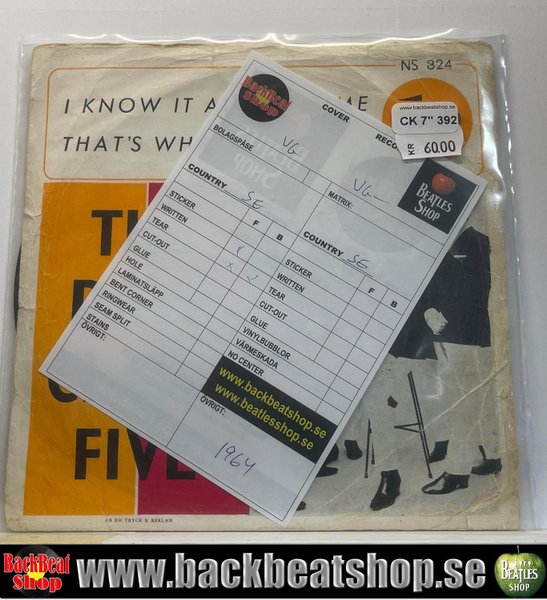 NS 324
I KNOW IT A
ME
THAT'S WH
www.backbeatshop.se
CK 7" 392
KR 60.00
BackBeat
Shop
COVER
BOLAGSPÅSE
VG
MATRIX:
VG-
BEATLES
SHOP
COUNTRY SE
F B
STICKER
WRITTEN
TEAR
CUT-OUT
GLUE
HOLE
LAMINATSLÄPP
BENT CORNER
RINGWEAR
SEAM SPLIT
STAINS
ÖVRIGT:
COUNTRY SE
F B
STICKER
WRITTEN
TEAR
CUT-OUT
GLUE
VINYLBUBBLOR
VÄRMESKADA
NO CENTER
www.backbeatshop.se
www.beatlesshop.se
ÖVRIGT:
1964
FIVE
BackBeat
Shop
www.backbeatshop.se
BEATLES
SHOP